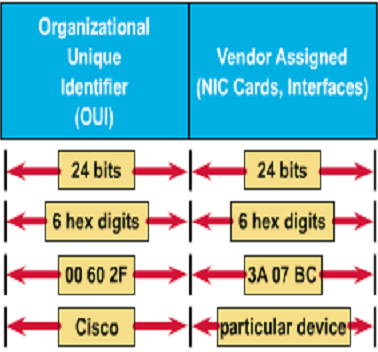 Organizational
Unique
Identifier
(OUI)
Vendor Assigned
(NIC Cards, Interfaces)
24 bits
24 bits
6 hex digits
6 hex digits
00 60 2F
3A 07 BC
Cisco
particular device